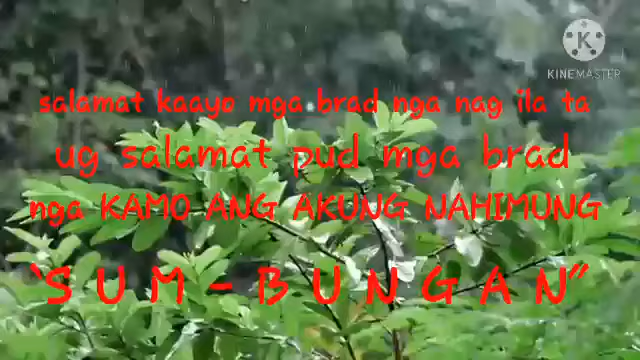 KINEMASTER
salamat kaayo mga brad nga nag ila ta
ug salamat pud mga brad
nga KAMO ANG AKUNG NAHIMUNG
"S U M - B U N G A N"